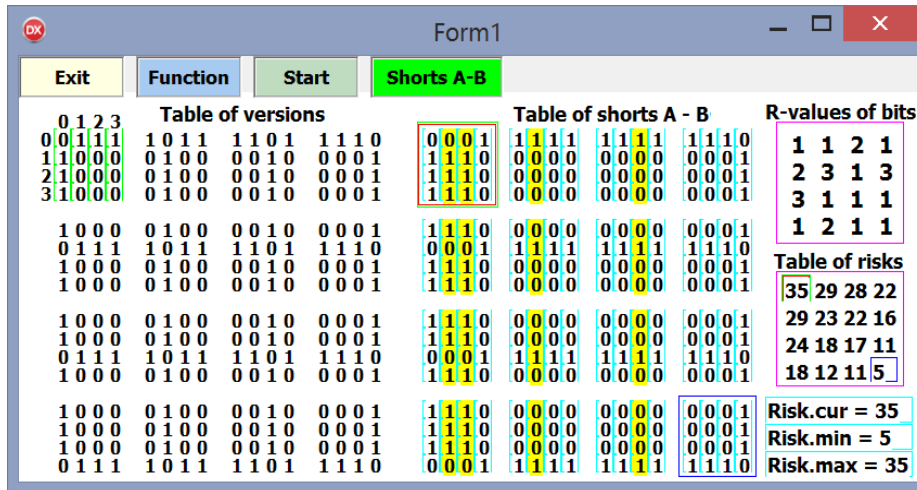 DX Form1
Exit Function Start Shorts A-B
Table of versions
0 1 2 3
0 0 1 1 1 1 0 1 1 1 1 0 1 1 1 1 0
1 1 0 0 0 0 1 0 0 0 0 1 0 0 0 0 1
2 1 0 0 0 0 1 0 0 0 0 1 0 0 0 0 1
3 1 0 0 0 0 1 0 0 0 0 1 0 0 0 0 1
1 0 0 0 0 1 0 0 0 0 1 0 0 0 0 1
0 1 1 1 1 0 1 1 1 1 0 1 1 1 1 0
1 0 0 0 0 1 0 0 0 0 1 0 0 0 0 1
1 0 0 0 0 1 0 0 0 0 1 0 0 0 0 1
1 0 0 0 0 1 0 0 0 0 1 0 0 0 0 1
1 0 0 0 0 1 0 0 0 0 1 0 0 0 0 1
0 1 1 1 1 0 1 1 1 1 0 1 1 1 1 0
1 0 0 0 0 1 0 0 0 0 1 0 0 0 0 1
1 0 0 0 0 1 0 0 0 0 1 0 0 0 0 1
1 0 0 0 0 1 0 0 0 0 1 0 0 0 0 1
1 0 0 0 0 1 0 0 0 0 1 0 0 0 0 1
0 1 1 1 1 0 1 1 1 1 0 1 1 1 1 0
Table of shorts A - B
0 0 0 1 1 1 1 1 1 1 1 1 1 1 1 0
1 1 1 0 0 0 0 0 0 0 0 0 0 0 0 1
1 1 1 0 0 0 0 0 0 0 0 0 0 0 0 1
1 1 1 0 0 0 0 0 0 0 0 0 0 0 0 1
1 1 1 0 0 0 0 0 0 0 0 0 0 0 0 1
0 0 0 1 1 1 1 1 1 1 1 1 1 1 1 0
1 1 1 0 0 0 0 0 0 0 0 0 0 0 0 1
1 1 1 0 0 0 0 0 0 0 0 0 0 0 0 1
1 1 1 0 0 0 0 0 0 0 0 0 0 0 0 1
1 1 1 0 0 0 0 0 0 0 0 0 0 0 0 1
0 0 0 1 1 1 1 1 1 1 1 1 1 1 1 0
1 1 1 0 0 0 0 0 0 0 0 0 0 0 0 1
1 1 1 0 0 0 0 0 0 0 0 0 0 0 0 1
1 1 1 0 0 0 0 0 0 0 0 0 0 0 0 1
1 1 1 0 0 0 0 0 0 0 0 0 0 0 0 1
0 0 0 1 1 1 1 1 1 1 1 1 1 1 1 0
R-values of bits
1 1 2 1
2 3 1 3
3 1 1 1
1 2 1 1
Table of risks
35 29 28 22
29 23 22 16
24 18 17 11
18 12 11 5
Risk.cur = 35
Risk.min = 5
Risk.max = 35